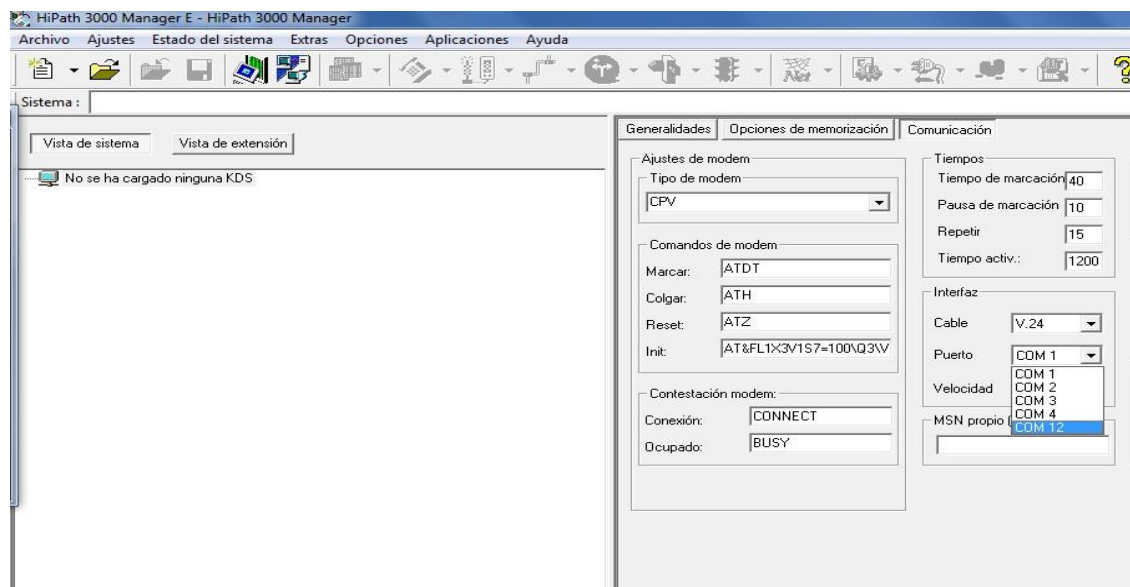 HiPath 3000 Manager E - HiPath 3000 Manager
Archivo Ajustes Estado del sistema Extras Opciones Aplicaciones Ayuda
Sistema :
Vista de sistema Vista de extensión
No se ha cargado ninguna KDS
Generalidades Opciones de memorización Comunicación
Ajustes de modem
Tipo de modem
CPV
Comandos de modem
Marcar: ATDT
Colgar: ATH
Reset: ATZ
Init: AT&FL1X3V1S7=100\Q3\V
Contestación modem:
Conexión: CONNECT
Ocupado: BUSY
Tiempos
Tiempo de marcación 40
Pausa de marcación 10
Repetir 15
Tiempo activ.: 1200
Interfaz
Cable V.24
Puerto COM 1
COM 1
Velocidad COM 2
COM 3
COM 4
MSN propio ( COM 12